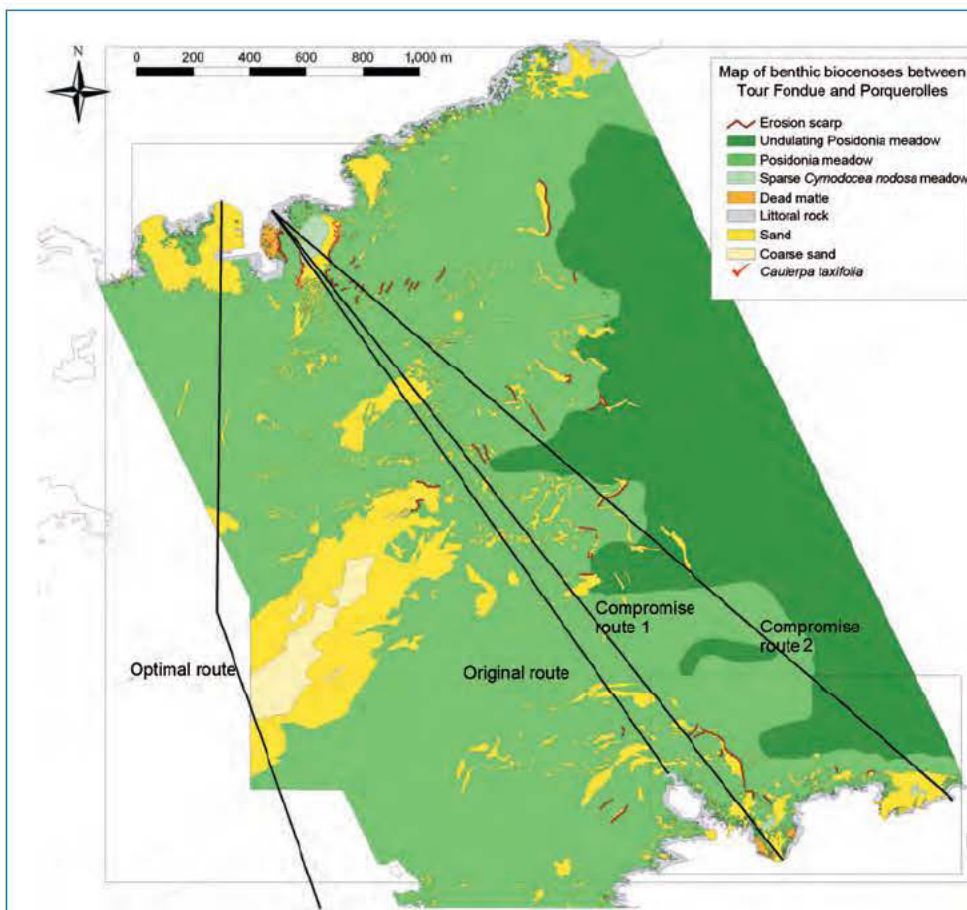 N
0 200 400 600 1,000 m
Map of benthic biocenoses between
Tour Fondue and Porquerolles
Erosion scarp
Undulating Posidonia meadow
Posidonia meadow
Sparse Cymodocea nodosa meadow
Dead matte
Littoral rock
Sand
Coarse sand
Caulerpa taxifolia
Compromise
route 1
Compromise
route 2
Optimal route
Original route